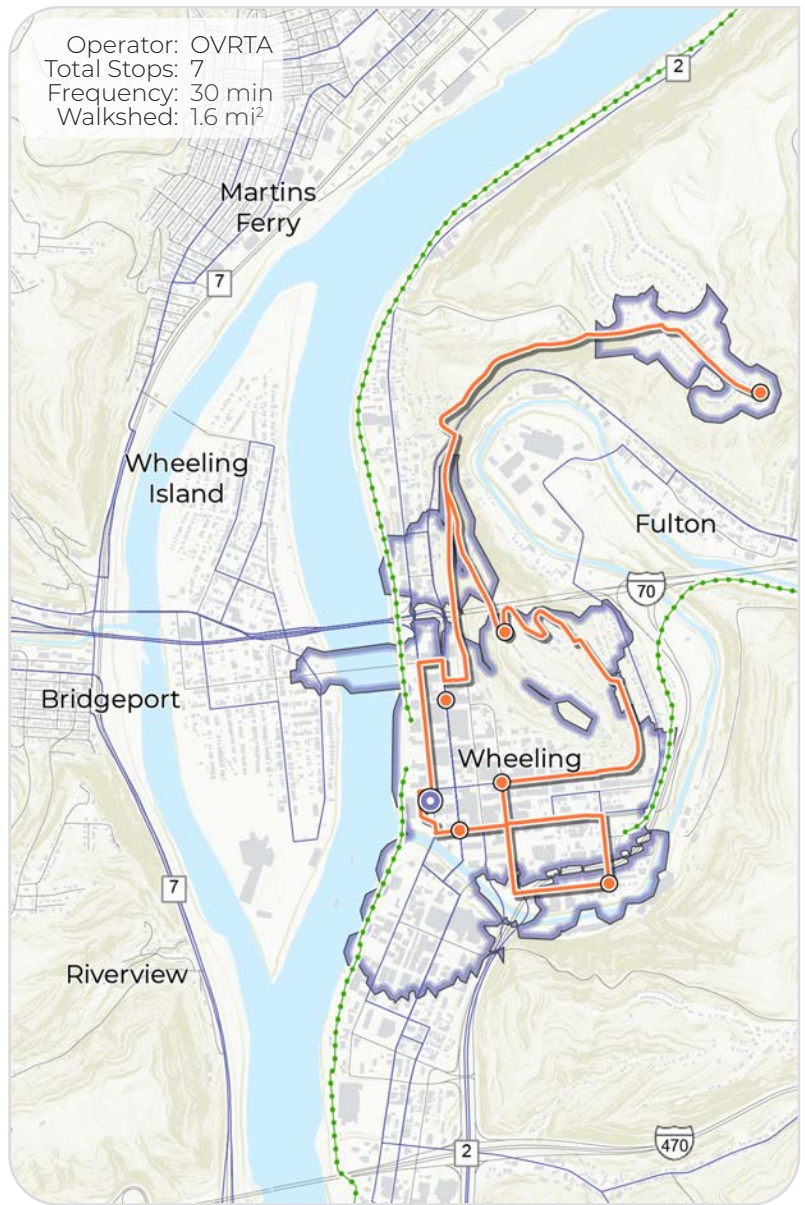 Operator: OVRTA
Total Stops: 7
Frequency: 30 min
Walkshed: 1.6 mi²
2
Martins
Ferry
7
Wheeling
Island
Fulton
70
Bridgeport
Wheeling
7
Riverview
2
470